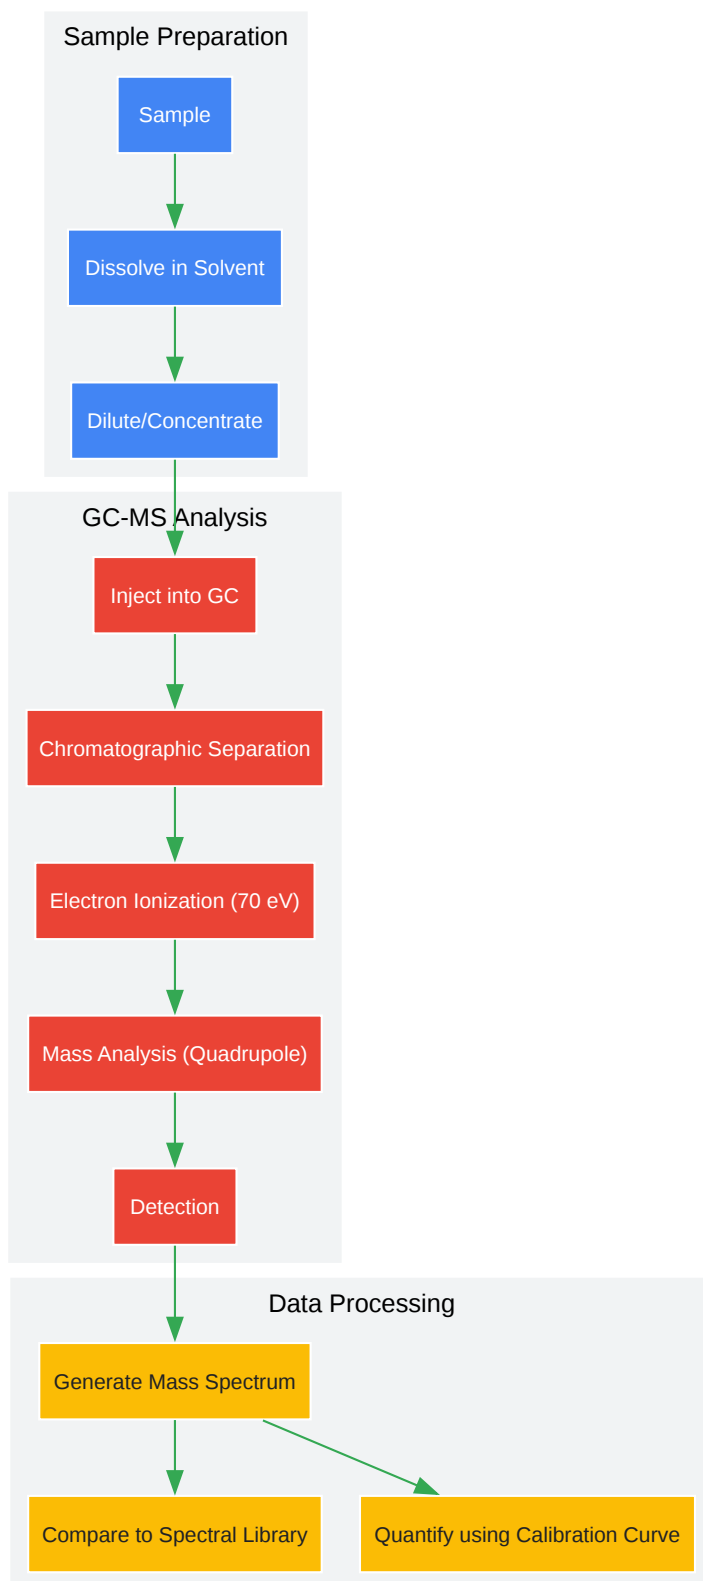 Sample Preparation
Sample
Dissolve in Solvent
Dilute/Concentrate
GC-MS Analysis
Inject into GC
Chromatographic Separation
Electron Ionization (70 eV)
Mass Analysis (Quadrupole)
Detection
Data Processing
Generate Mass Spectrum
Compare to Spectral Library
Quantify using Calibration Curve